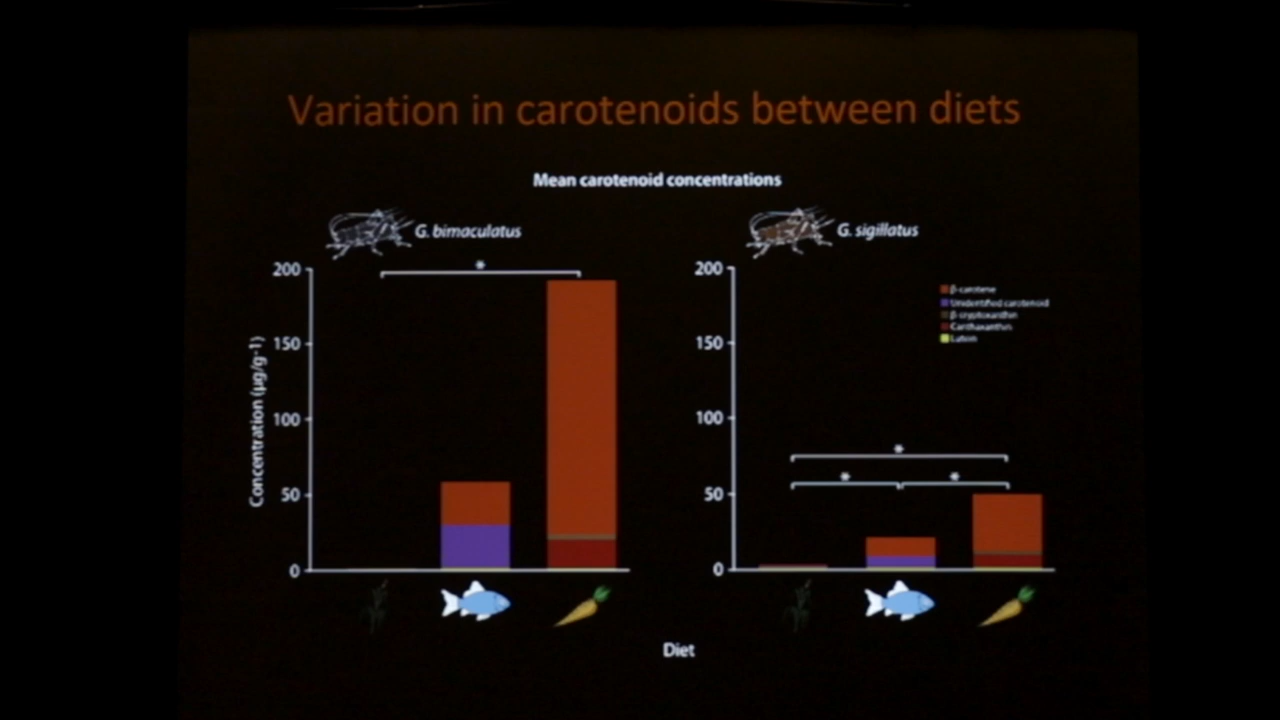 Variation in carotenoids between diets
Mean carotenoid concentrations
G. bimaculatus
G. sigillatus
Concentration (μg/g-1)
200
150
100
50
0
*
200
150
100
50
0
*
*
*
β-carotene
Unidentified carotenoid
β-cryptoxanthin
Canthaxanthin
Lutein
Diet